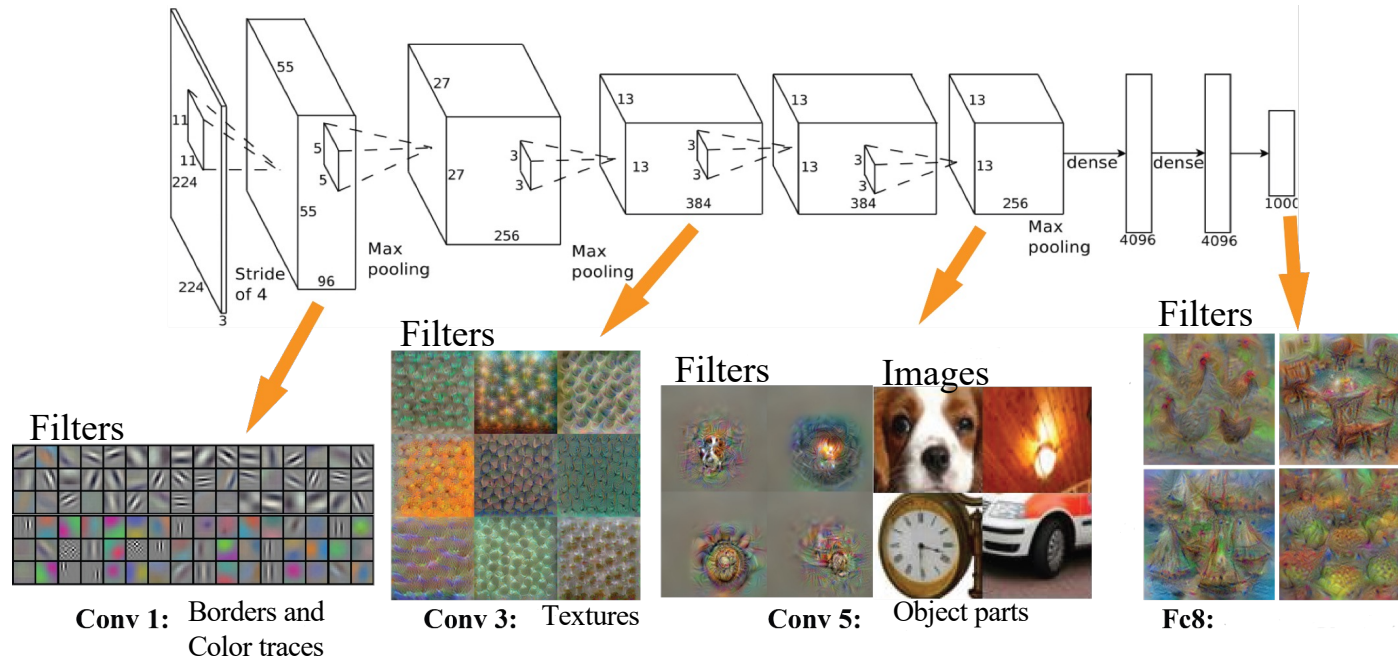 11
11
224
224
3
Stride
of 4
55
55
5
5
96
Max
pooling
27
27
3
3
256
Max
pooling
13
13
3
3
384
13
13
3
3
384
13
13
256
Max
pooling
dense
4096
dense
4096
1000
Filters
Conv 1: Borders and
Color traces
Filters
Conv 3: Textures
Filters
Images
Conv 5: Object parts
Filters
Fc8: